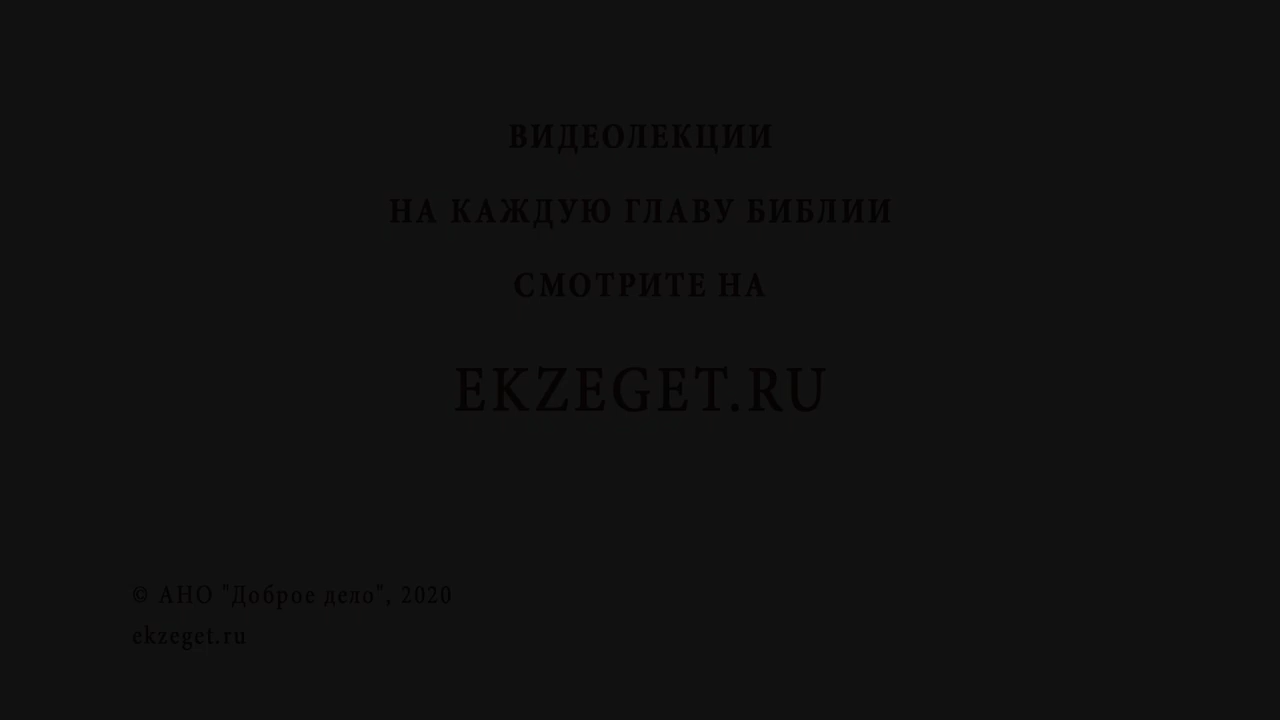 ВИДЕОЛЕКЦИИ
НА КАЖДУЮ ГЛАВУ БИБЛИИ
СМОТРИТЕ НА
EKZEGET.RU
© АНО "Доброе дело", 2020
ekzeget.ru